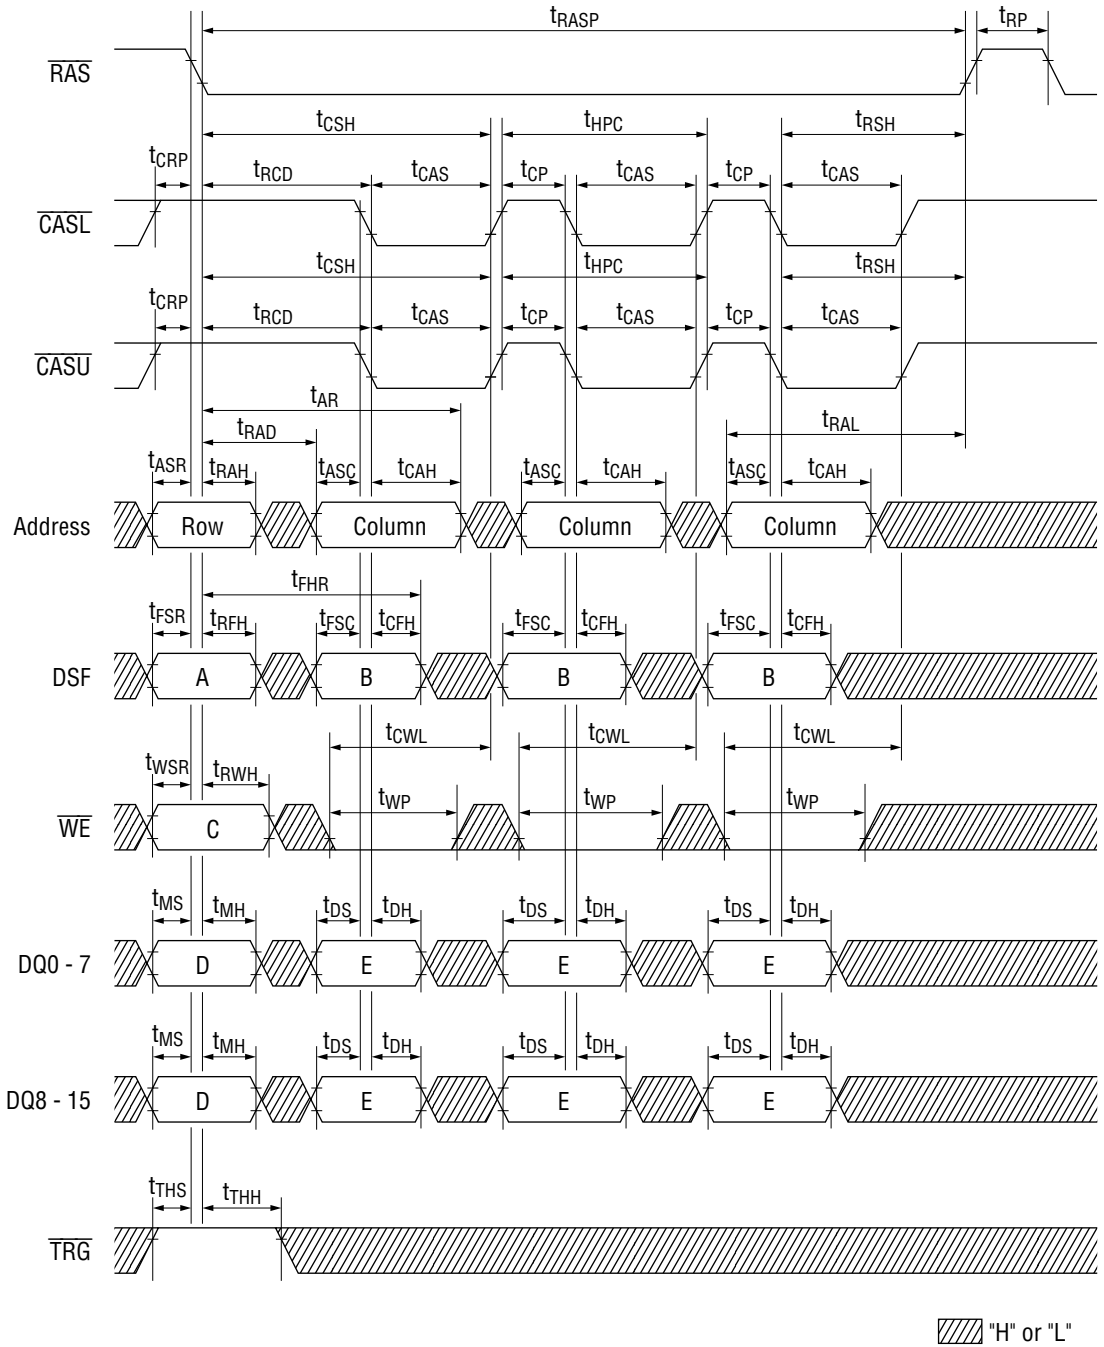 tRASP tRP
RAS
tCSH tHPC tRSH
tCRP tRCD tCAS tCP tCAS tCP tCAS
CASL
tCSH tHPC tRSH
tCRP tRCD tCAS tCP tCAS tCP tCAS
CASU
tAR
tRAD tRAL
tASR tRAH tASC tCAH tASC tCAH tASC tCAH
Address Row Column Column Column
tFHR
tFSR tRFH tFSC tCFH tFSC tCFH tFSC tCFH
DSF A B B B
tCWL tCWL tCWL
tWSR tRWH tWP tWP tWP
WE C
tMS tMH tDS tDH tDS tDH tDS tDH
DQ0 - 7 D E E E
tMS tMH tDS tDH tDS tDH tDS tDH
DQ8 - 15 D E E E
tTHS tTHH
TRG
"H" or "L"